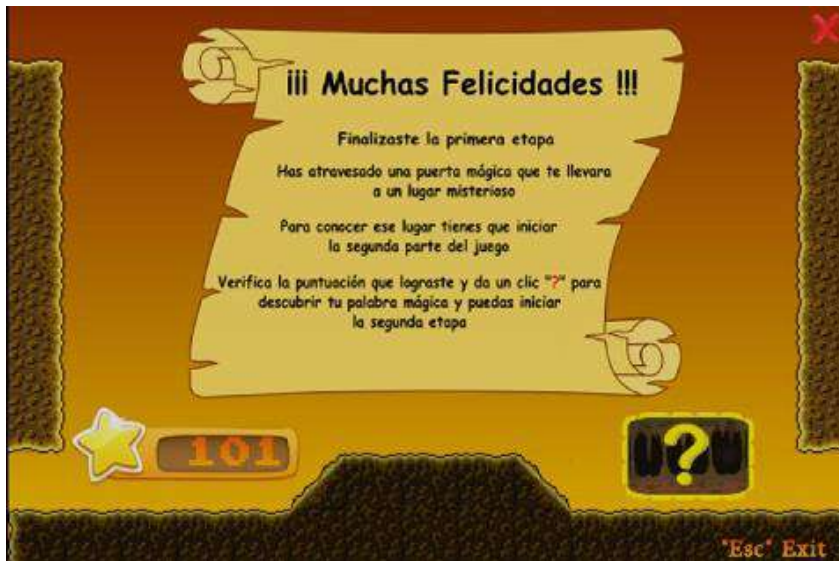 ¡¡¡ Muchas Felicidades !!!
Finalizaste la primera etapa
Has atravesado una puerta mágica que te llevara
a un lugar misterioso
Para conocer ese lugar tienes que iniciar
la segunda parte del juego
Verifica la puntuación que lograste y da un clic "?" para
descubrir tu palabra mágica y puedas iniciar
la segunda etapa
101
?
"Esc" Exit